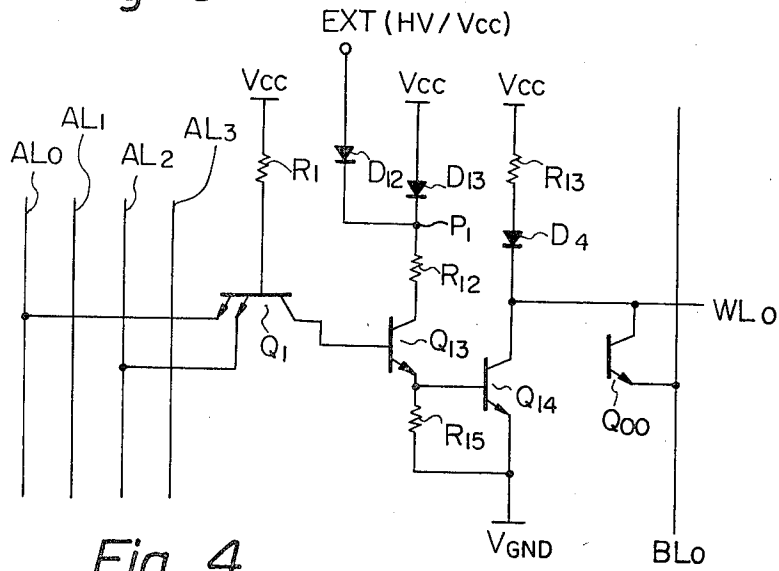 EXT (HV/Vcc)
Vcc
Vcc
Vcc
AL0
AL1
AL2
AL3
R1
D12
D13
R13
P1
D4
R12
WL0
Q1
Q13
Q14
Q00
R15
VGND
BL0
Fig. 4